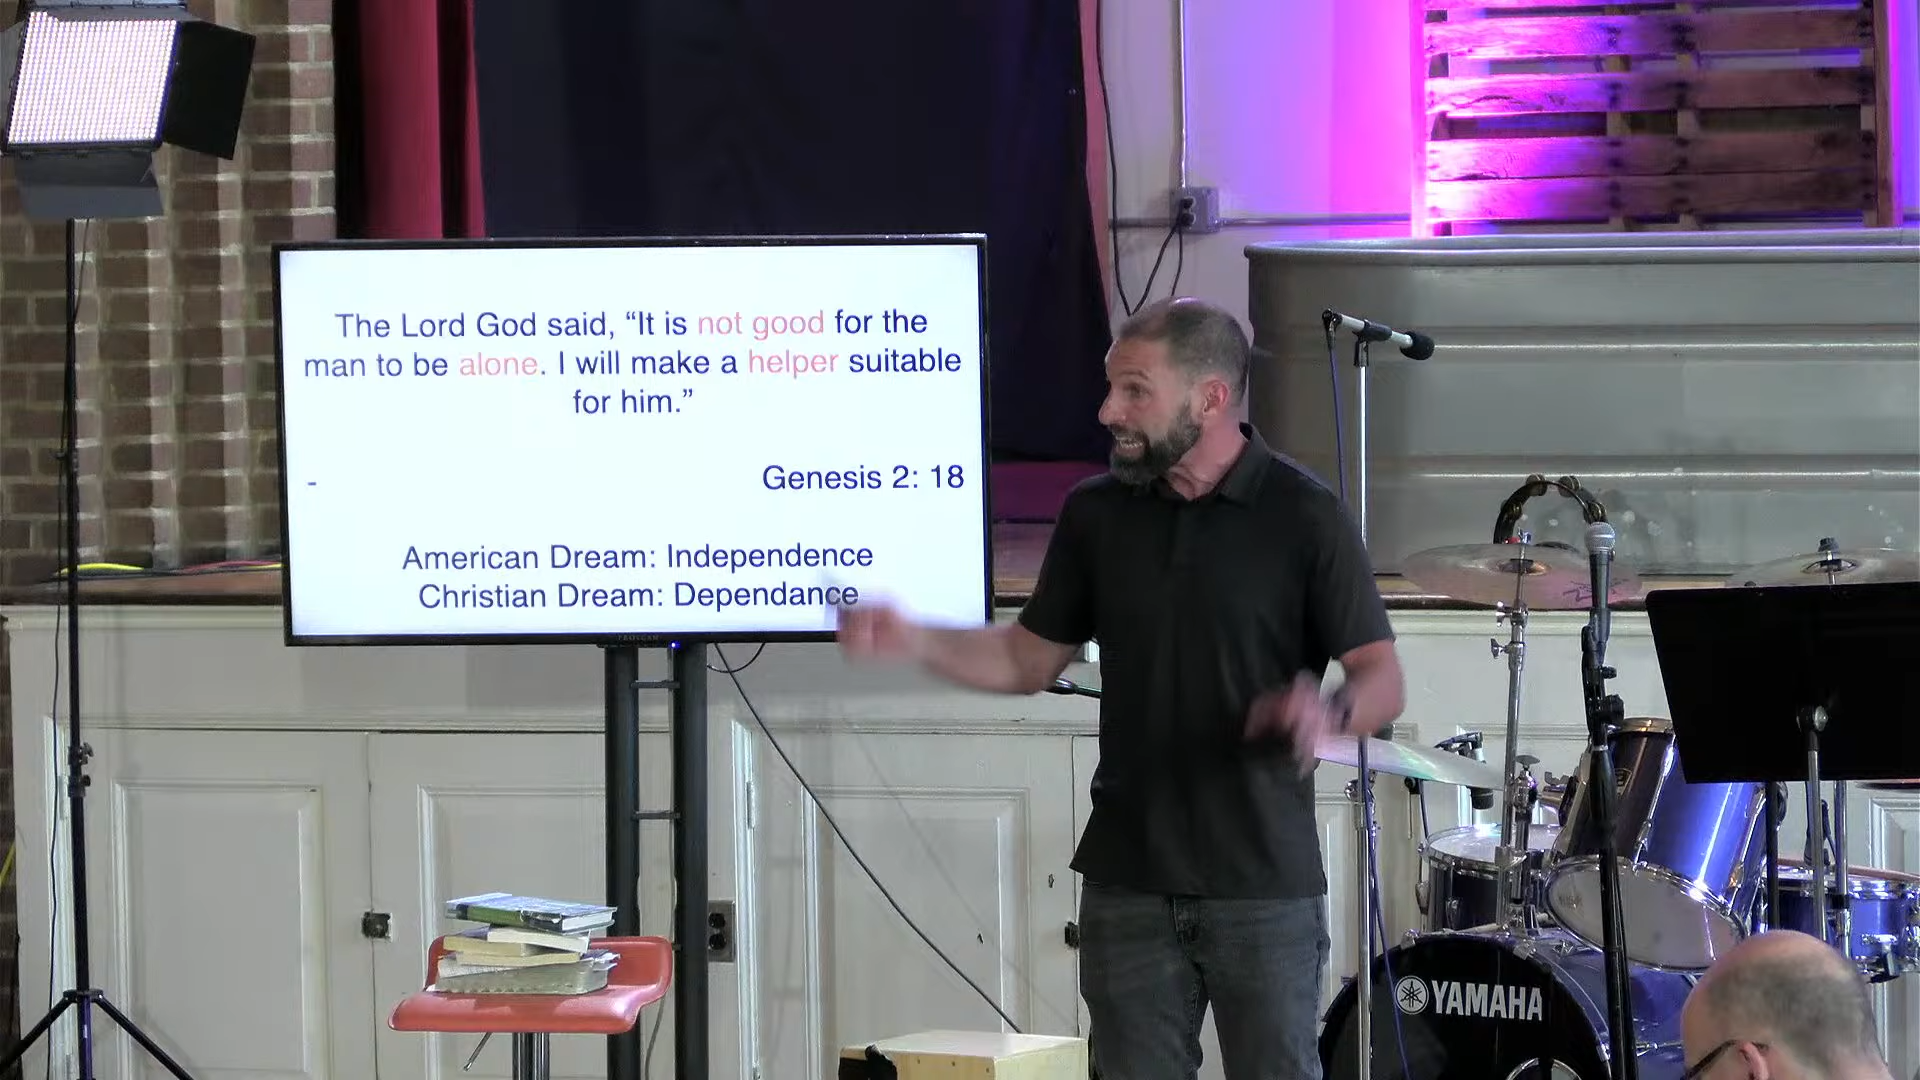 The Lord God said, “It is not good for the
man to be alone. I will make a helper suitable
for him.”
- Genesis 2: 18
American Dream: Independence
Christian Dream: Dependance
YAMAHA